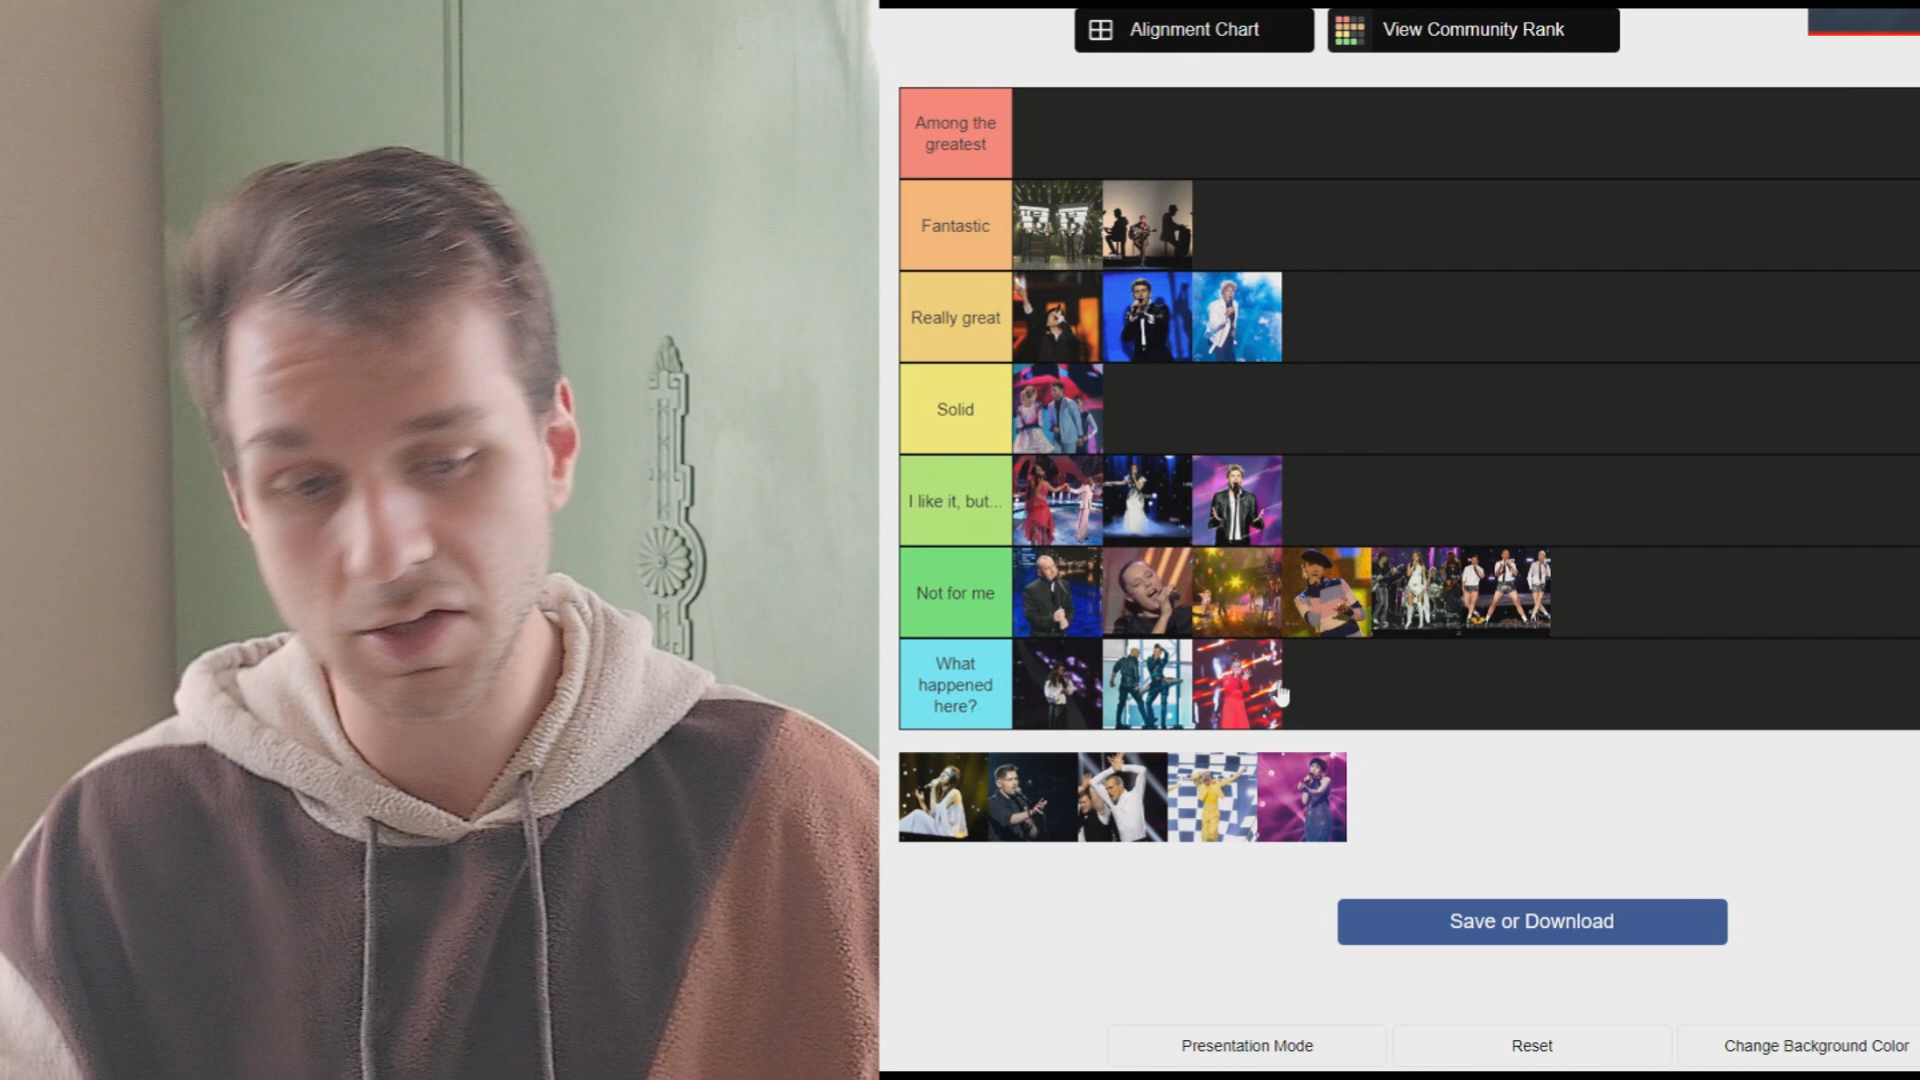 Alignment Chart
View Community Rank
Among the
greatest
Fantastic
Really great
Solid
I like it, but...
Not for me
What
happened
here?
Save or Download
Presentation Mode
Reset
Change Background Color